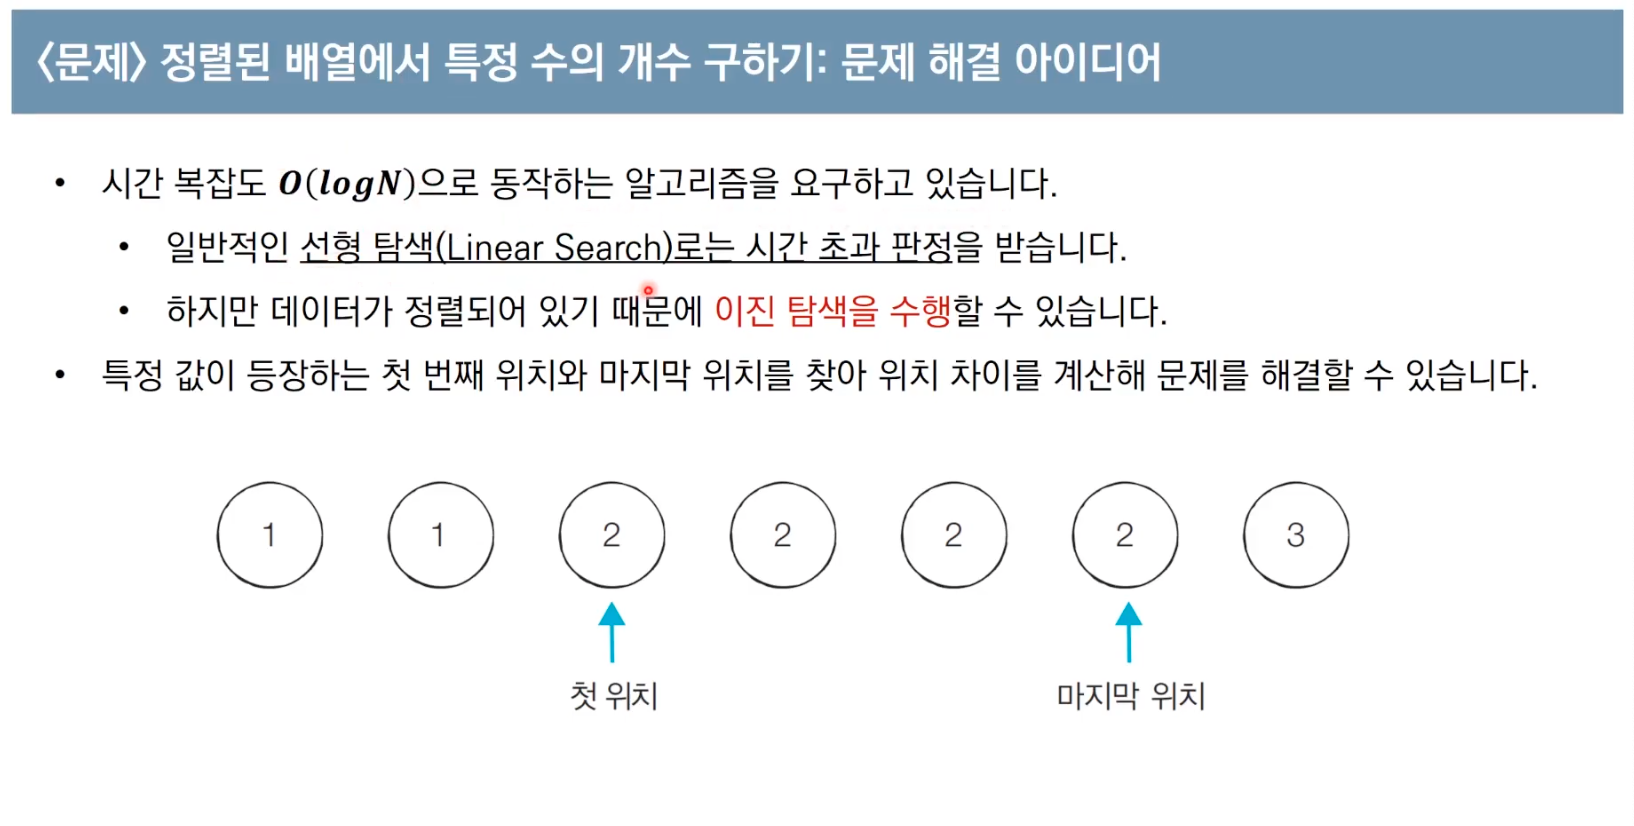 〈문제〉 정렬된 배열에서 특정 수의 개수 구하기: 문제 해결 아이디어
• 시간 복잡도 O(logN)으로 동작하는 알고리즘을 요구하고 있습니다.
• 일반적인 선형 탐색(Linear Search)로는 시간 초과 판정을 받습니다.
• 하지만 데이터가 정렬되어 있기 때문에 이진 탐색을 수행할 수 있습니다.
• 특정 값이 등장하는 첫 번째 위치와 마지막 위치를 찾아 위치 차이를 계산해 문제를 해결할 수 있습니다.
1 1 2 2 2 2 3
첫 위치 마지막 위치